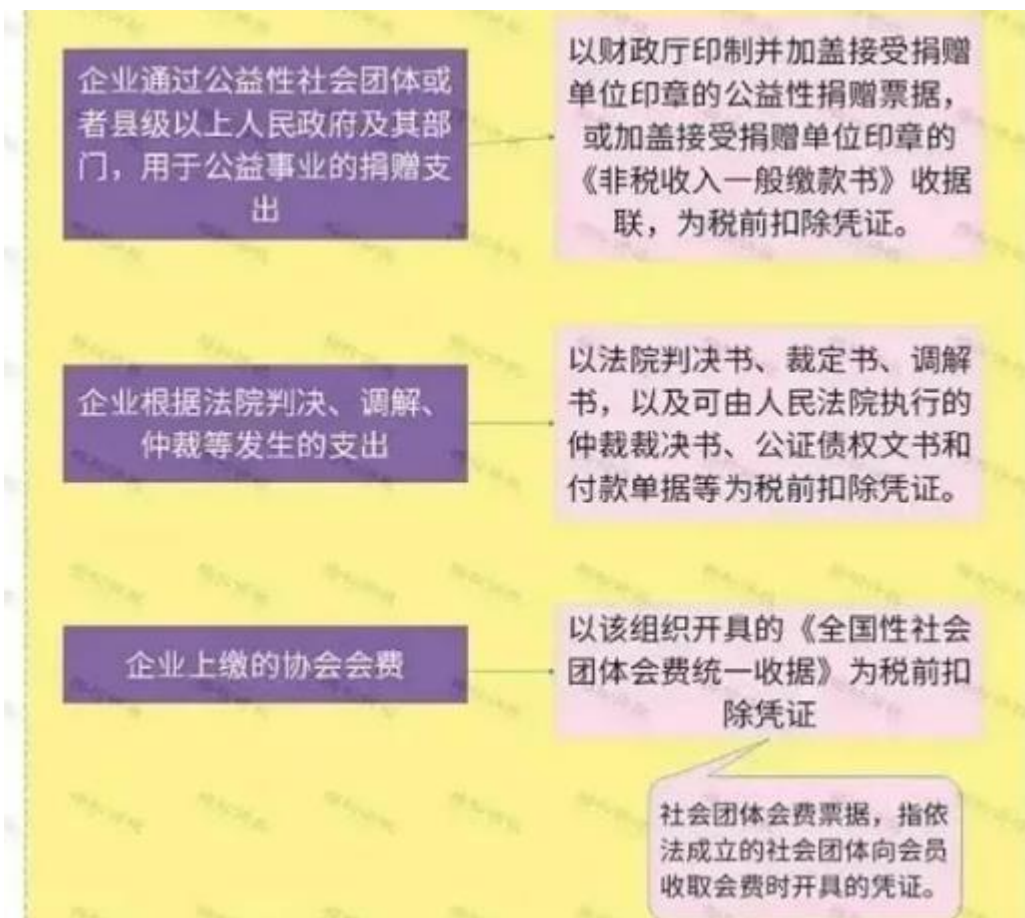 企业通过公益性社会团体或
者县级以上人民政府及其部
门，用于公益事业的捐赠支
出
以财政厅印制并加盖接受捐赠
单位印章的公益性捐赠票据，
或加盖接受捐赠单位印章的
《非税收入一般缴款书》收据
联，为税前扣除凭证。
企业根据法院判决、调解、
仲裁等发生的支出
以法院判决书、裁定书、调解
书，以及可由人民法院执行的
仲裁裁决书、公证债权文书和
付款单据等为税前扣除凭证。
企业上缴的协会会费
以该组织开具的《全国性社会
团体会费统一收据》为税前扣
除凭证
社会团体会费票据，指依
法成立的社会团体向会员
收取会费时开具的凭证。